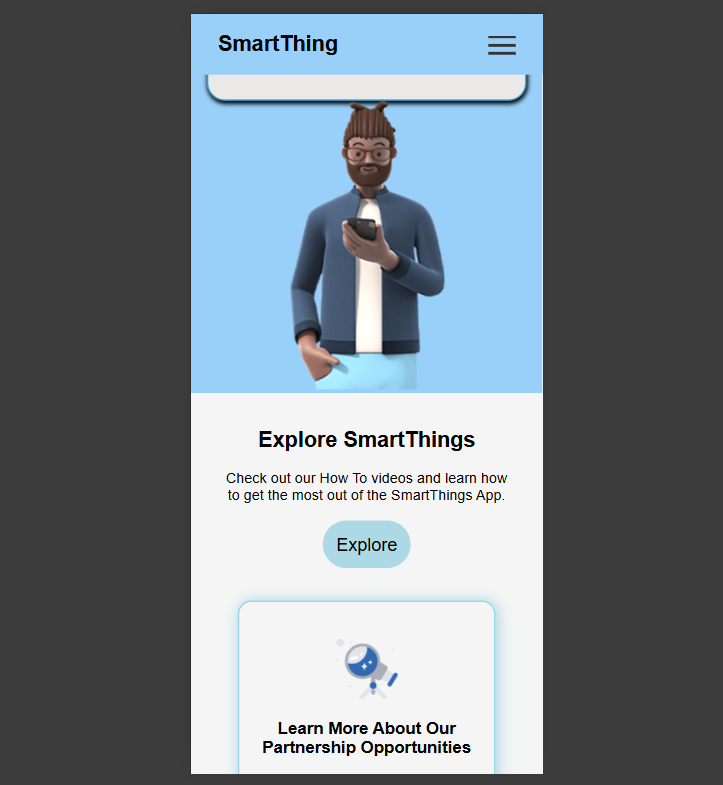 SmartThing
Explore SmartThings
Check out our How To videos and learn how
to get the most out of the SmartThings App.
Explore
Learn More About Our
Partnership Opportunities